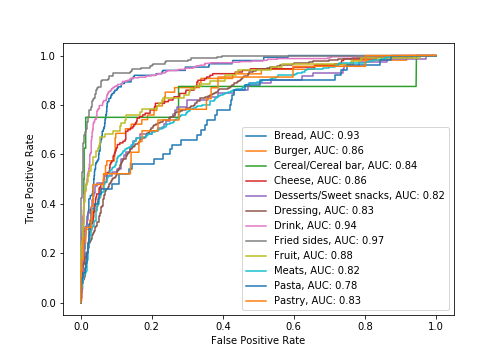 1.0
0.8
0.6
0.4
0.2
0.0
True Positive Rate
Bread, AUC: 0.93
Burger, AUC: 0.86
Cereal/Cereal bar, AUC: 0.84
Cheese, AUC: 0.86
Desserts/Sweet snacks, AUC: 0.82
Dressing, AUC: 0.83
Drink, AUC: 0.94
Fried sides, AUC: 0.97
Fruit, AUC: 0.88
Meats, AUC: 0.82
Pasta, AUC: 0.78
Pastry, AUC: 0.83
0.0 0.2 0.4 0.6 0.8 1.0
False Positive Rate